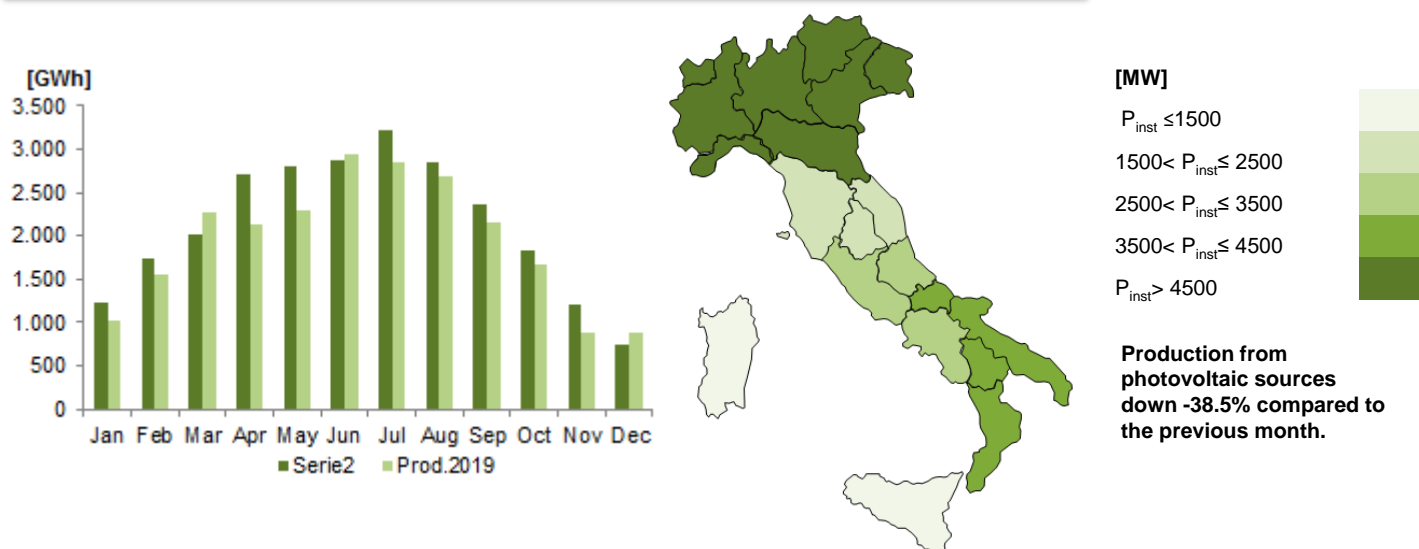 [GWh]
3.500
3.000
2.500
2.000
1.500
1.000
500
0
Jan Feb Mar Apr May Jun Jul Aug Sep Oct Nov Dec
Serie2 Prod.2019
[MW]
Pinst ≤1500
1500< Pinst≤ 2500
2500< Pinst≤ 3500
3500< Pinst≤ 4500
Pinst> 4500
Production from
photovoltaic sources
down -38.5% compared to
the previous month.